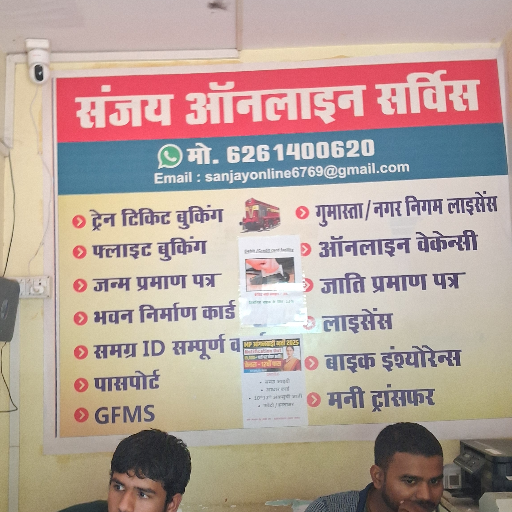 संजय ऑनलाइन सर्विस
मो. 6261400620
Email : sanjayonline6769@gmail.com
ट्रेन टिकिट बुकिंग
फ्लाइट बुकिंग
जन्म प्रमाण पत्र
भवन निर्माण कार्ड
समग्र ID सम्पूर्ण
पासपोर्ट
GFMS
गुमास्ता/नगर निगम लाइसेंस
ऑनलाइन वेकेन्सी
जाति प्रमाण पत्र
लाइसेंस
बाइक इंश्योरेन्स
मनी ट्रांसफर